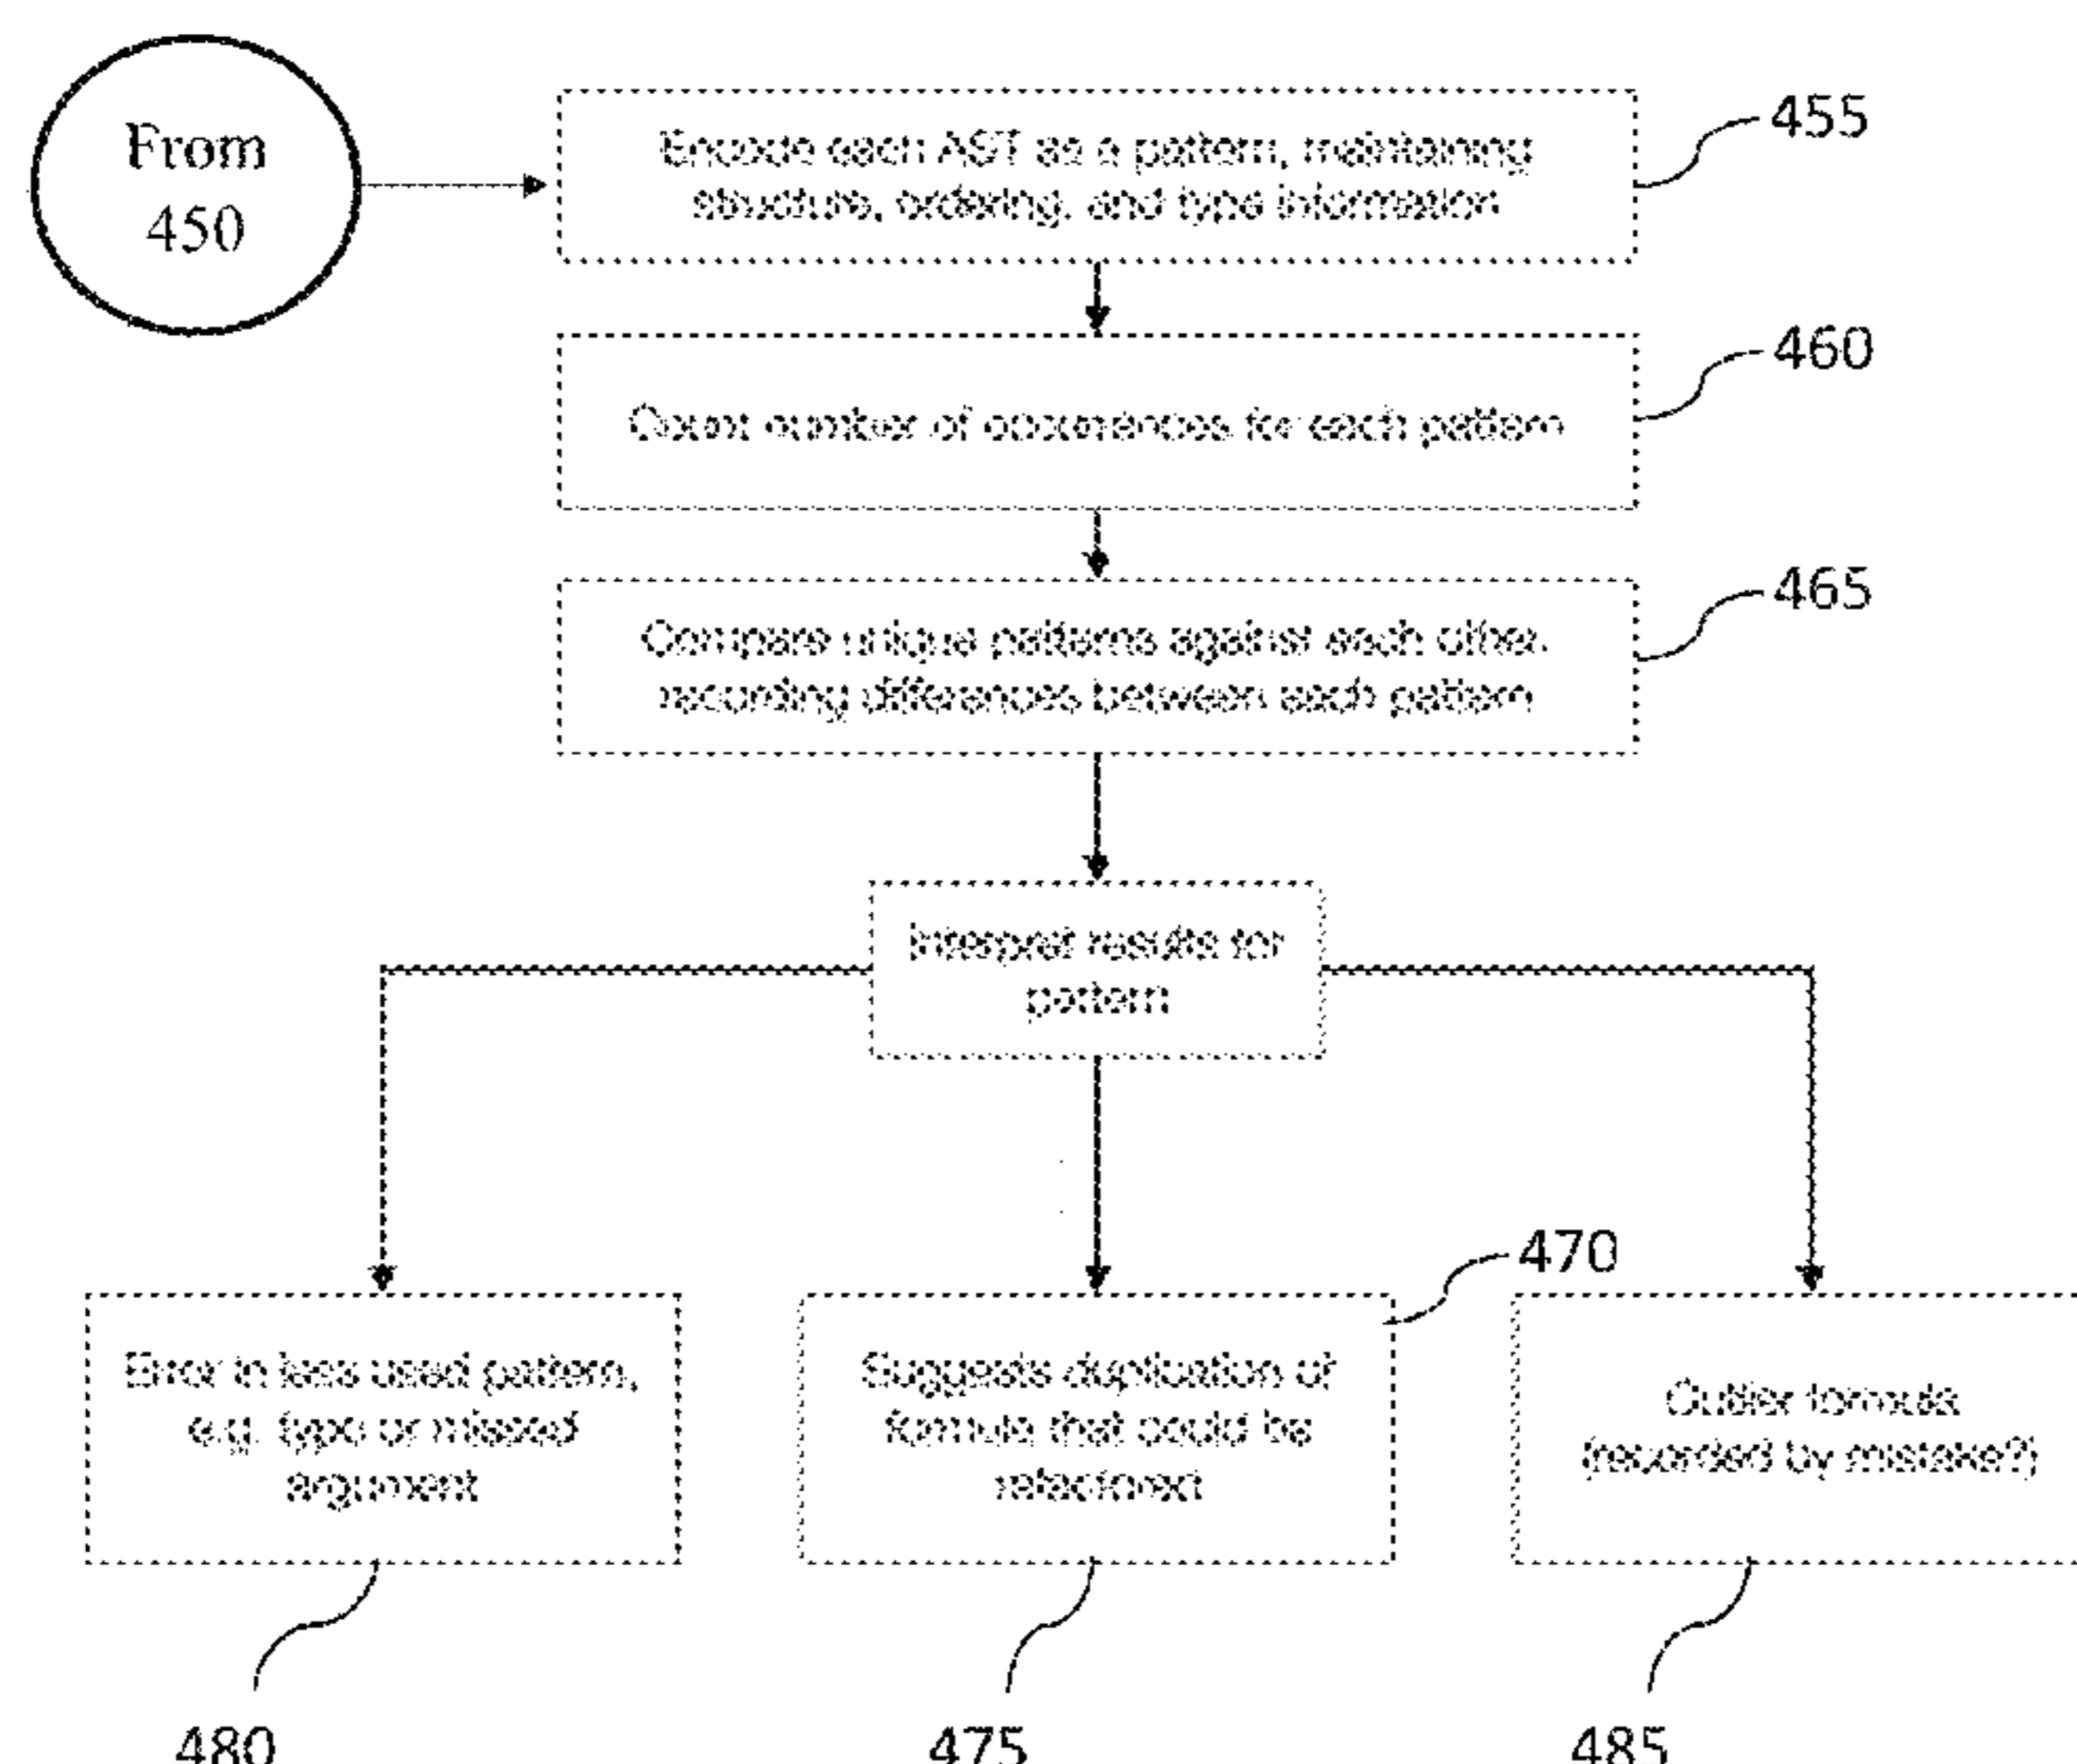 From
450
Encode each AST as a pattern, maintaining
structure, ordering, and type information
455
Count number of occurrences for each pattern
460
Compare unique patterns against each other,
recording differences between each pattern
465
Interpret results for
pattern
470
Error in less used pattern,
e.g. typo or missed
argument
Suggests duplication of
formula that could be
refactored
Outlier formula
(recorded by mistake?)
480
475
485